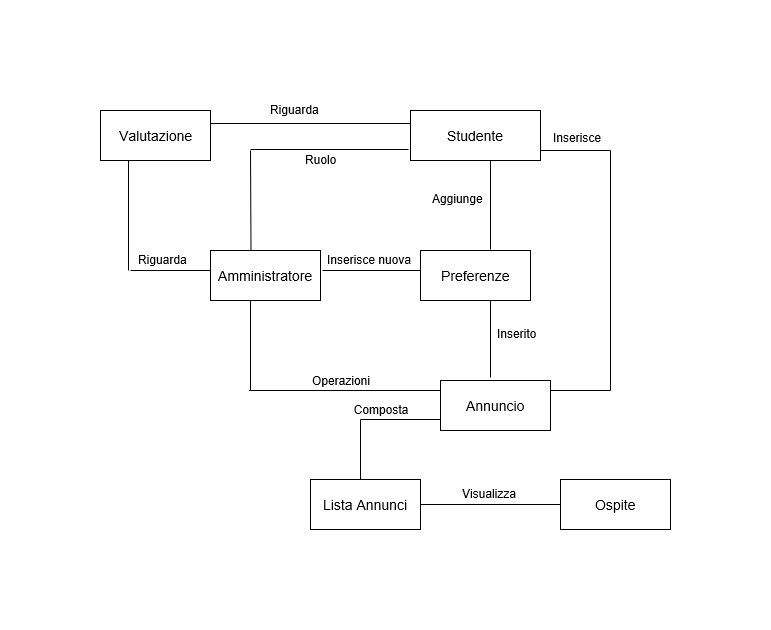 Riguarda
Valutazione
Studente
Inserisce
Ruolo
Aggiunge
Riguarda
Inserisce nuova
Amministratore
Preferenze
Inserito
Operazioni
Annuncio
Composta
Visualizza
Lista Annunci
Ospite